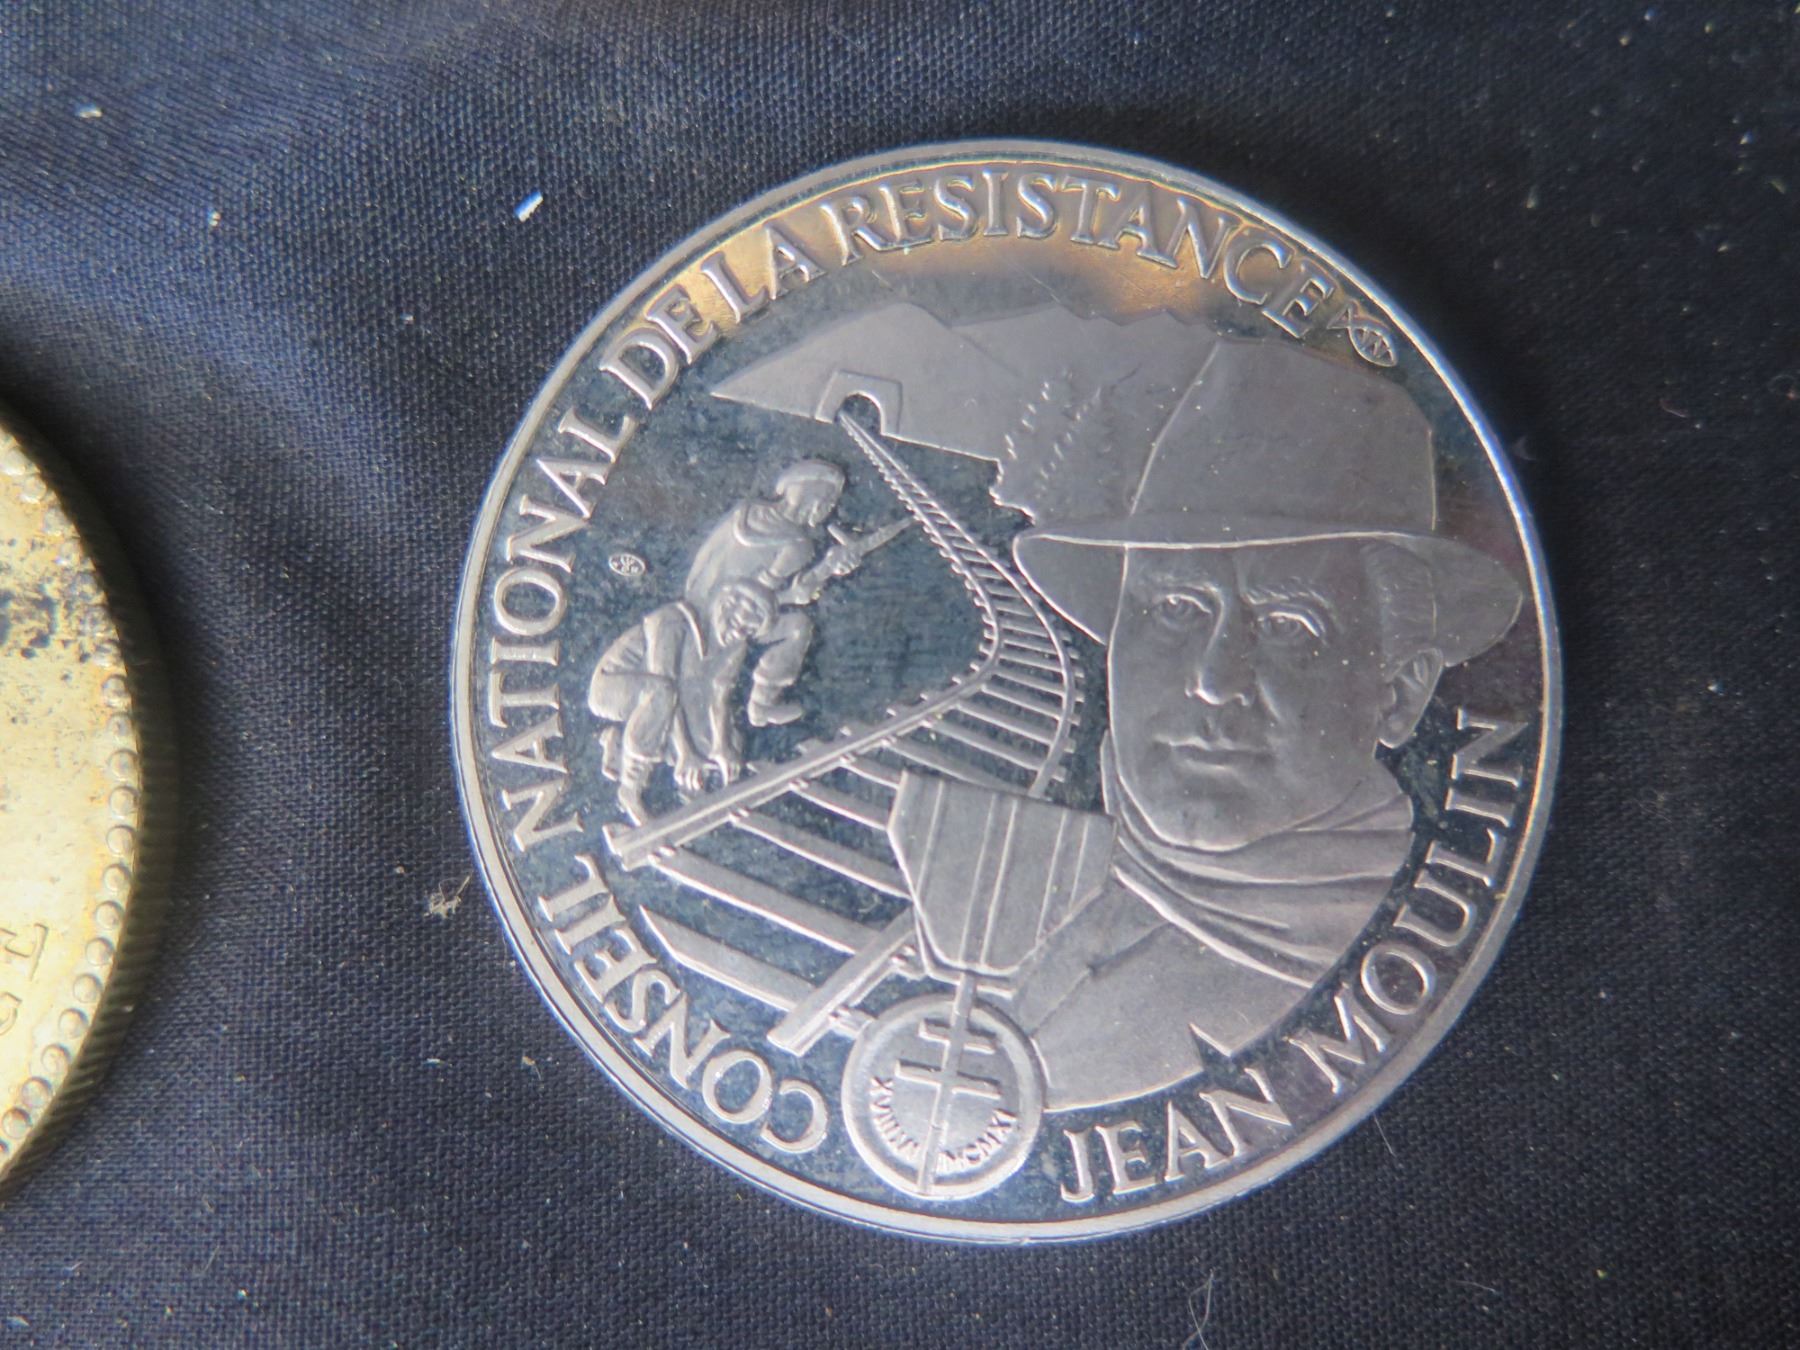 CONSEIL NATIONAL DE LA RESISTANCE
JEAN MOULIN